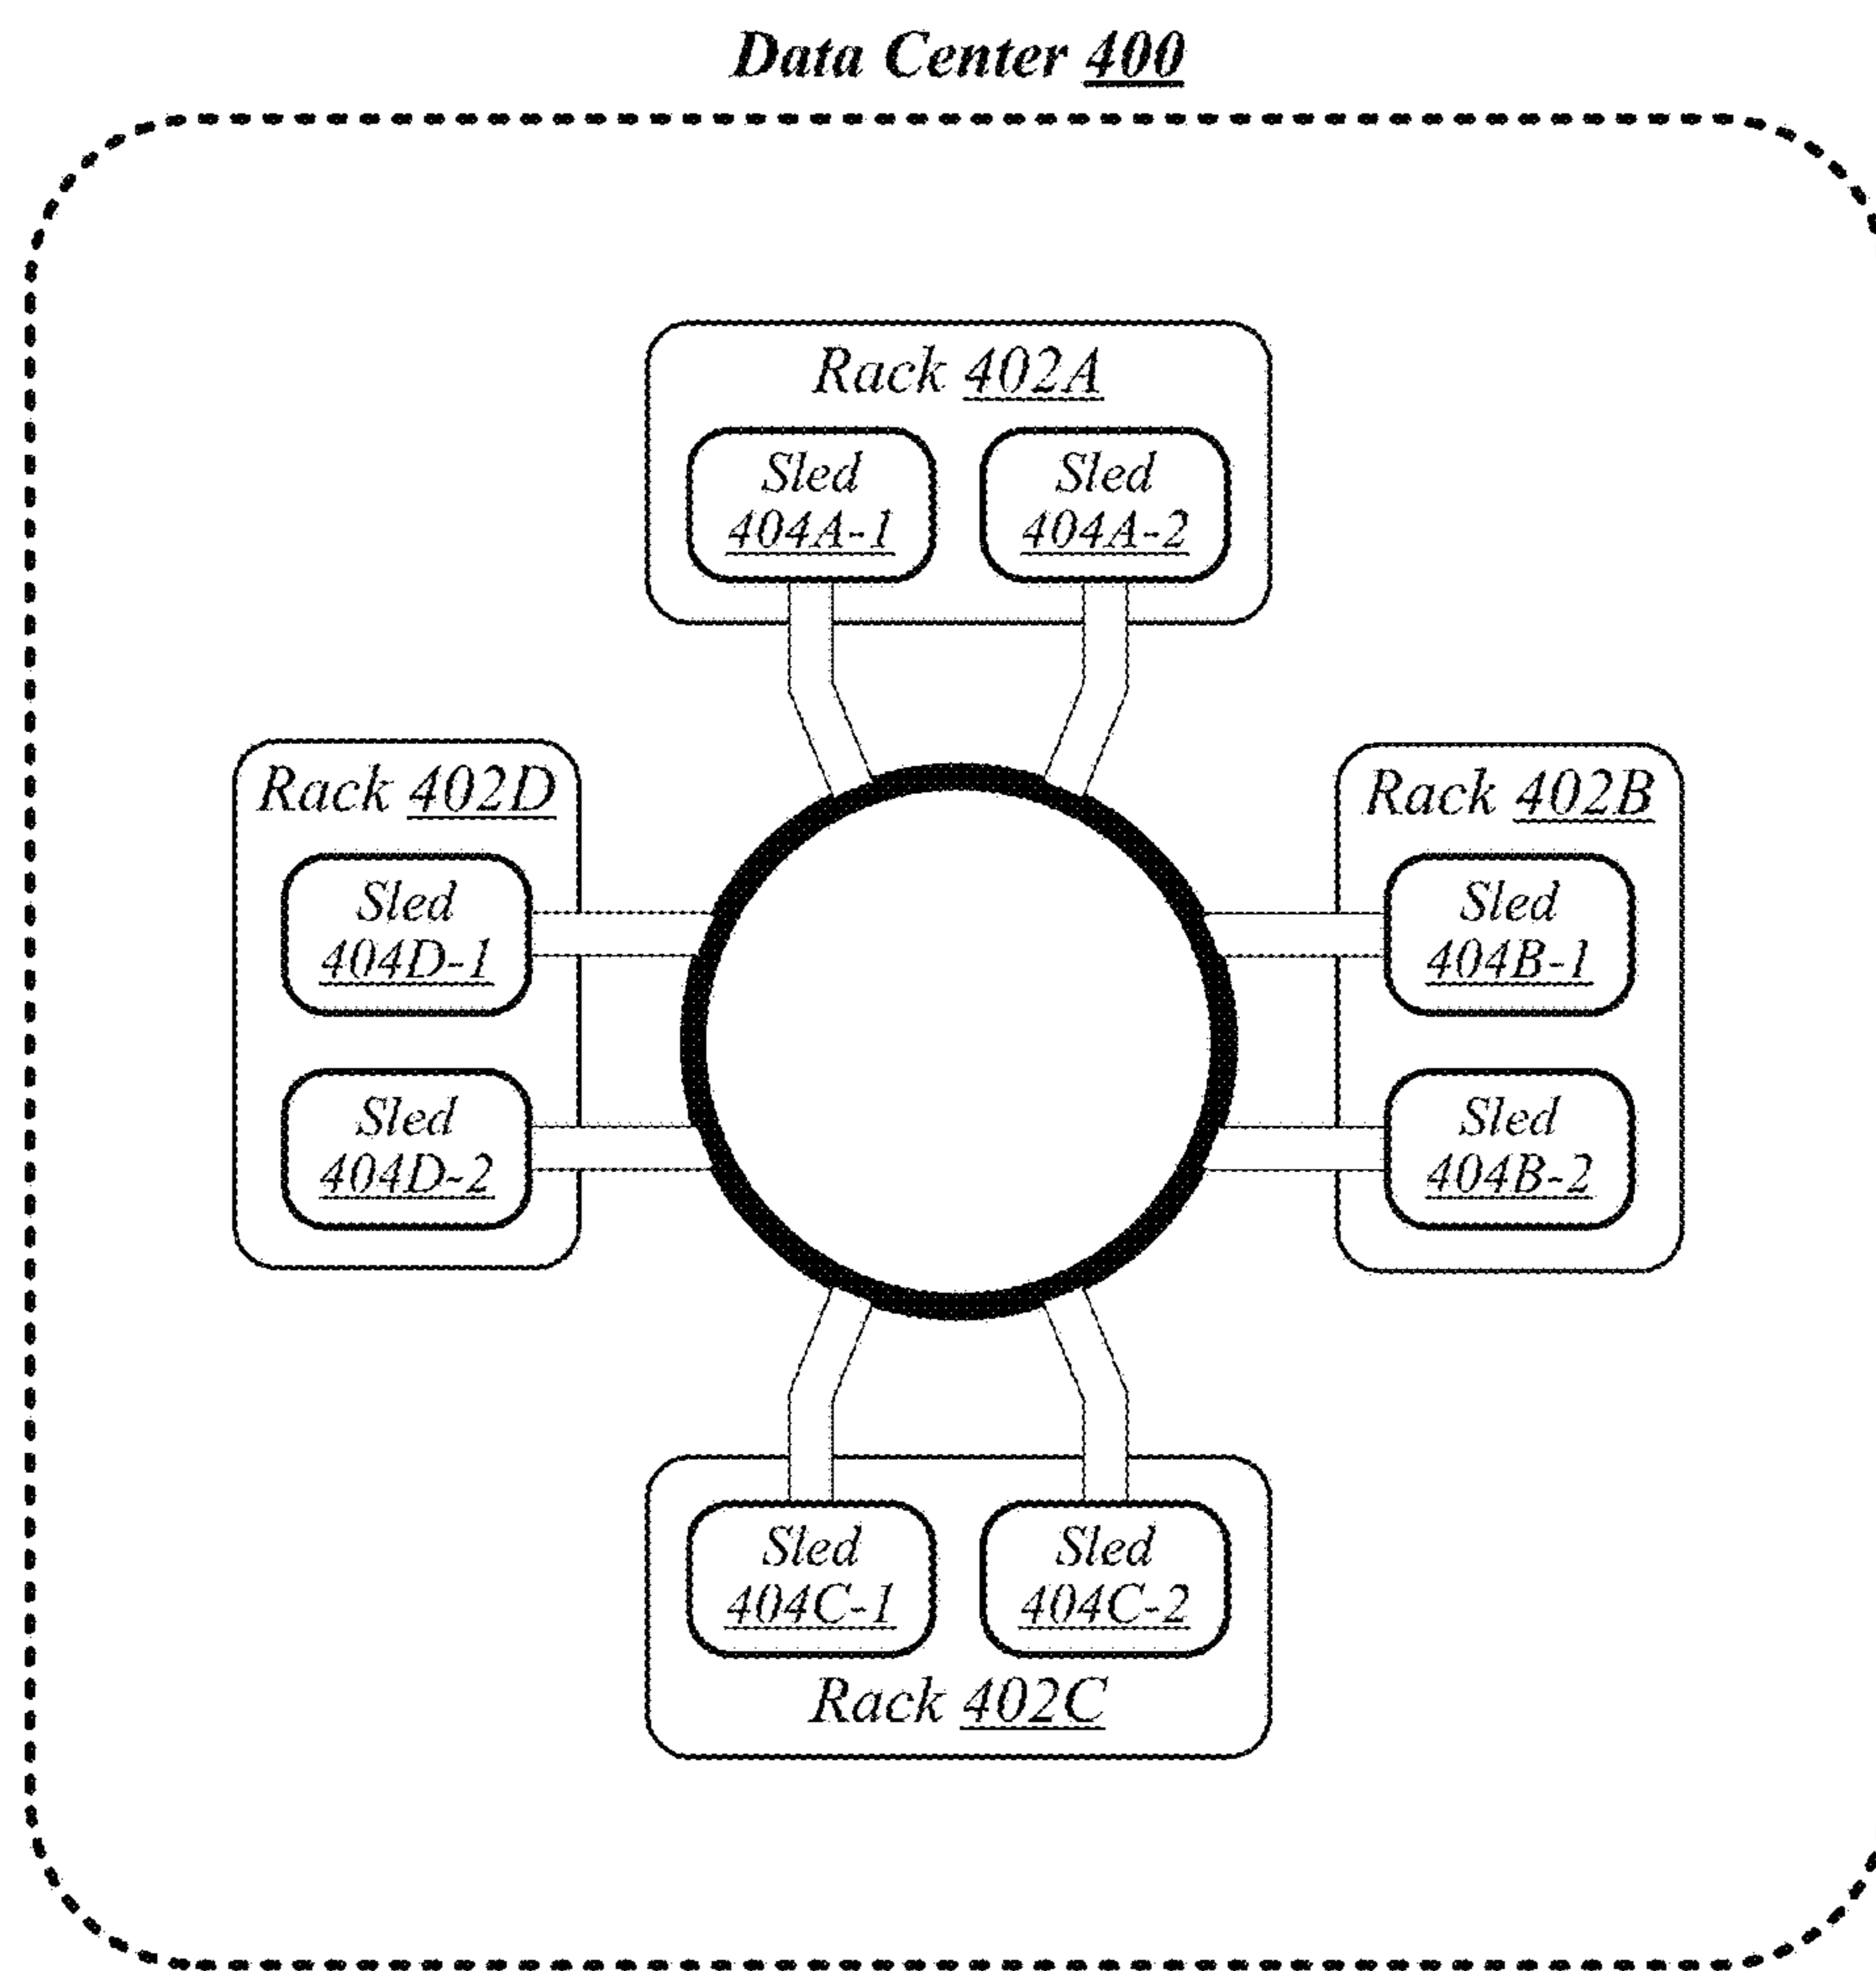 Data Center 400
Rack 402A
Sled
404A-1
Sled
404A-2
Rack 402D
Sled
404D-1
Sled
404D-2
Rack 402B
Sled
404B-1
Sled
404B-2
Sled
404C-1
Sled
404C-2
Rack 402C